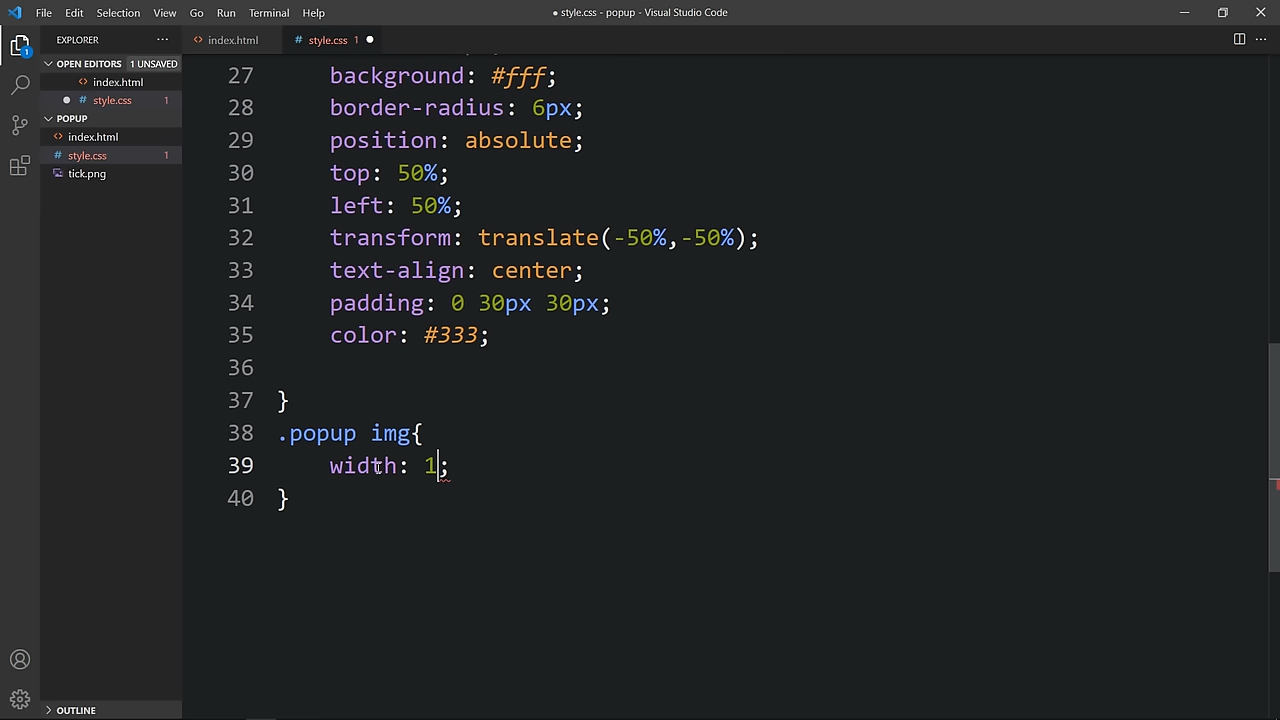 File Edit Selection View Go Run Terminal Help
● style.css - popup - Visual Studio Code
EXPLORER ···
index.html
# style.css 1 ●
OPEN EDITORS 1 UNSAVED
index.html
# style.css 1
POPUP
index.html
# style.css 1
tick.png
OUTLINE
27 background: #fff;
28 border-radius: 6px;
29 position: absolute;
30 top: 50%;
31 left: 50%;
32 transform: translate(-50%,-50%);
33 text-align: center;
34 padding: 0 30px 30px;
35 color: #333;
36
37 }
38 .popup img{
39 width: 1;
40 }
1